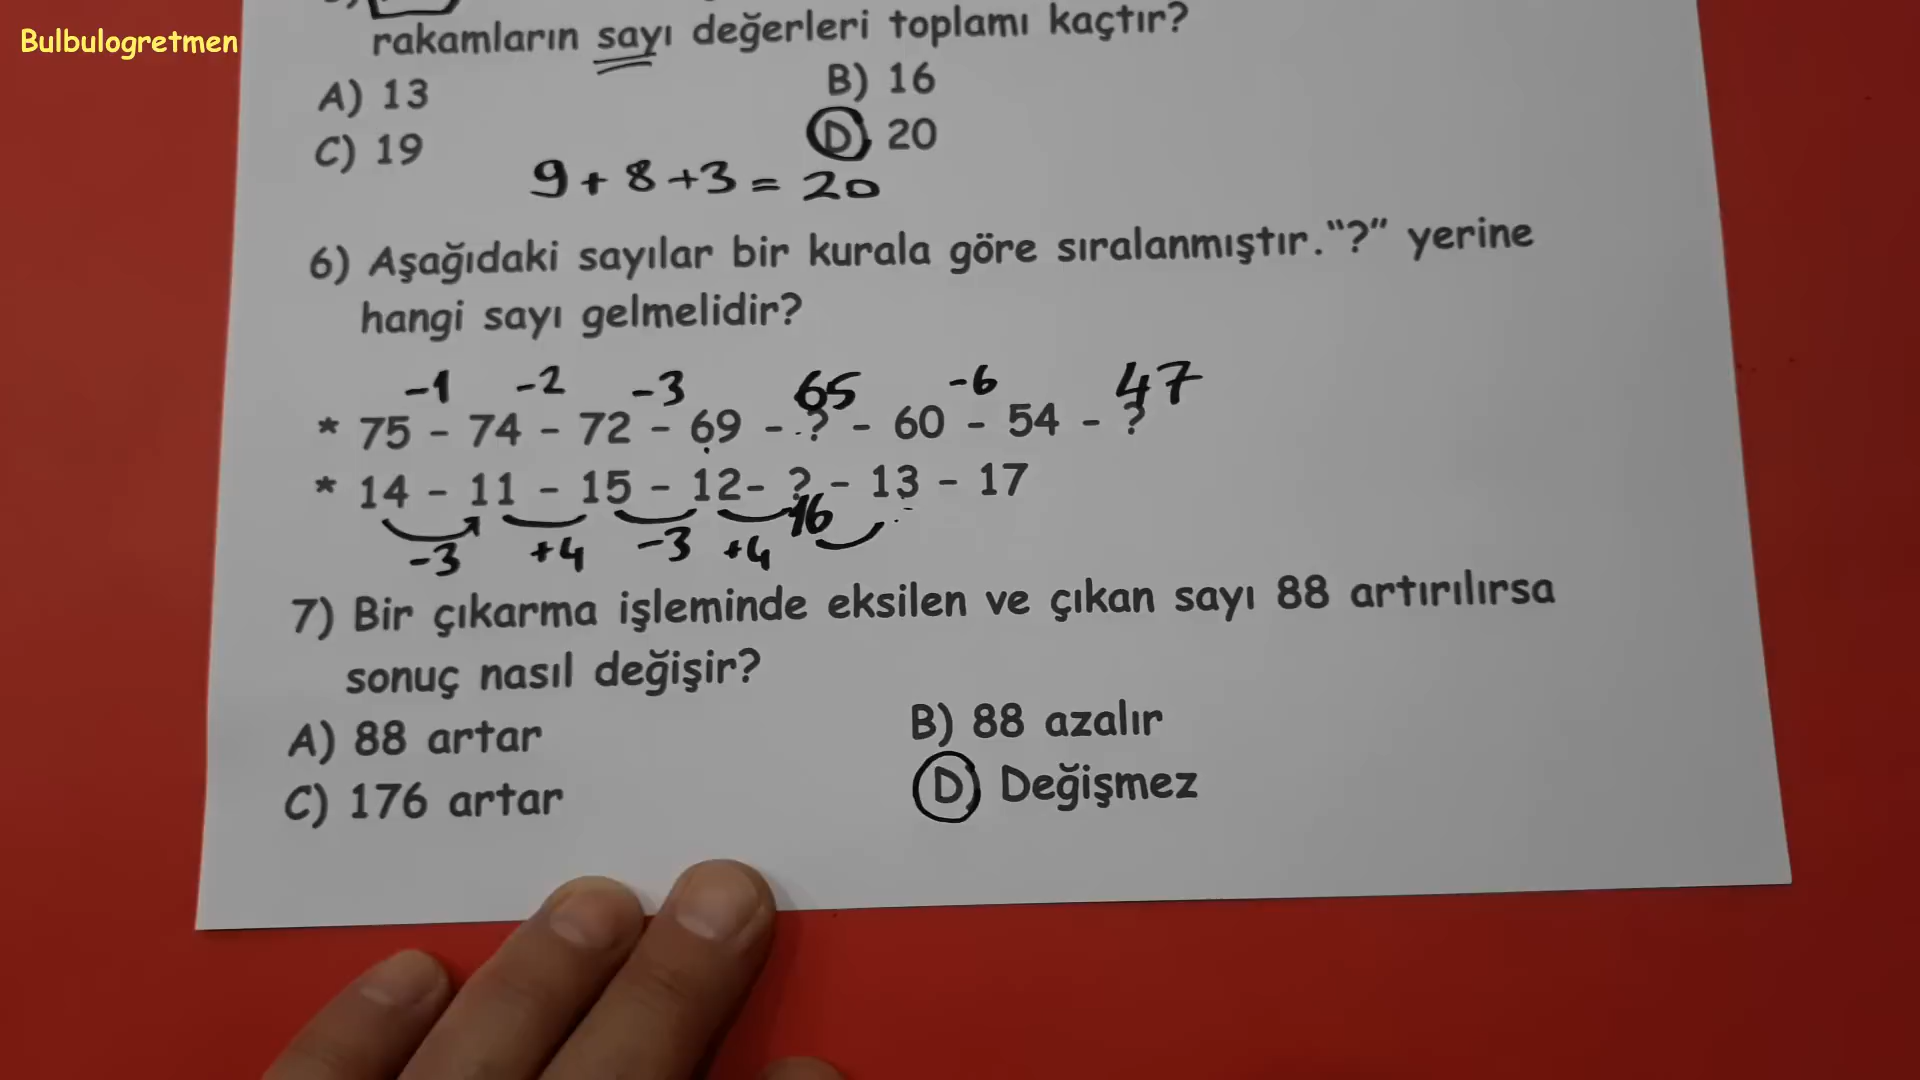 Bulbulogretmen
rakamların sayı değerleri toplamı kaçtır?
A) 13 B) 16
C) 19 D) 20
9 + 8 + 3 = 20
6) Aşağıdaki sayılar bir kurala göre sıralanmıştır. “?” yerine
hangi sayı gelmelidir?
-1 -2 -3 65 -6 47
* 75 - 74 - 72 - 69 - ? - 60 - 54 - ?
* 14 - 11 - 15 - 12 - ? - 13 - 17
16
-3 +4 -3 +4
7) Bir çıkarma işleminde eksilen ve çıkan sayı 88 artırılırsa
sonuç nasıl değişir?
A) 88 artar B) 88 azalır
C) 176 artar D) Değişmez